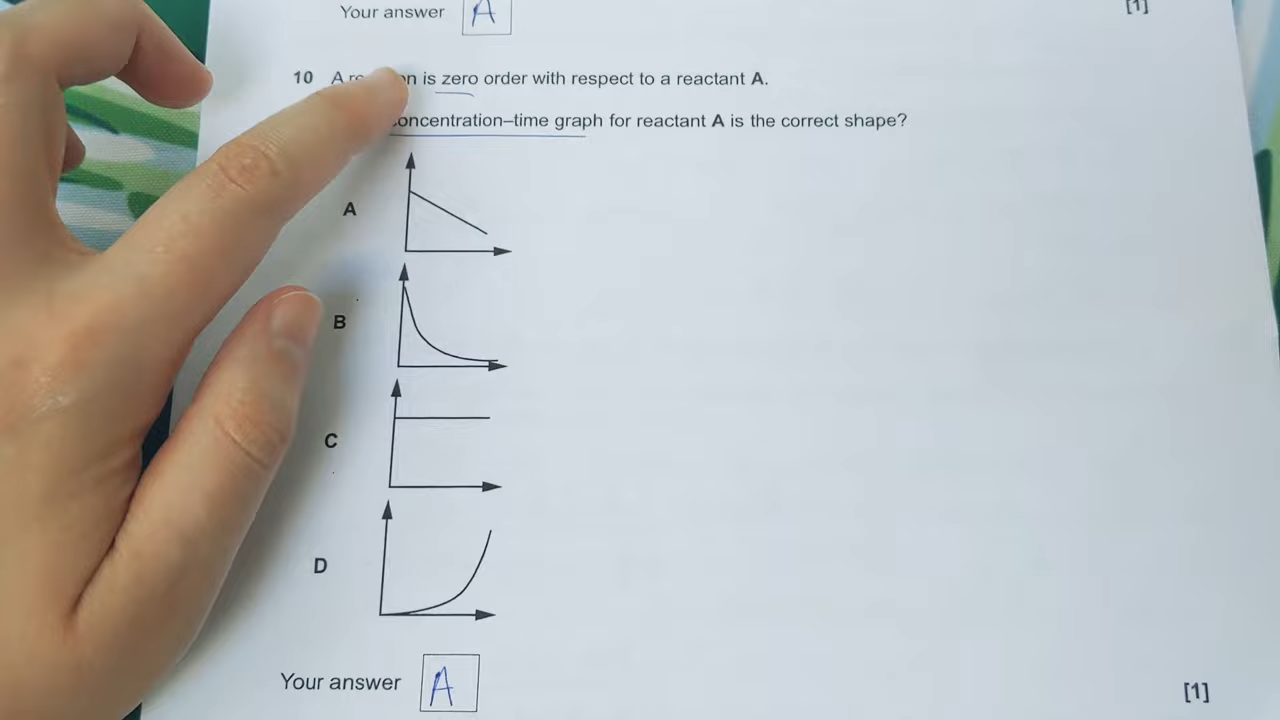 Your answer A
[1]
10 A is zero order with respect to a reactant A.
concentration–time graph for reactant A is the correct shape?
A
B
C
D
Your answer A
[1]